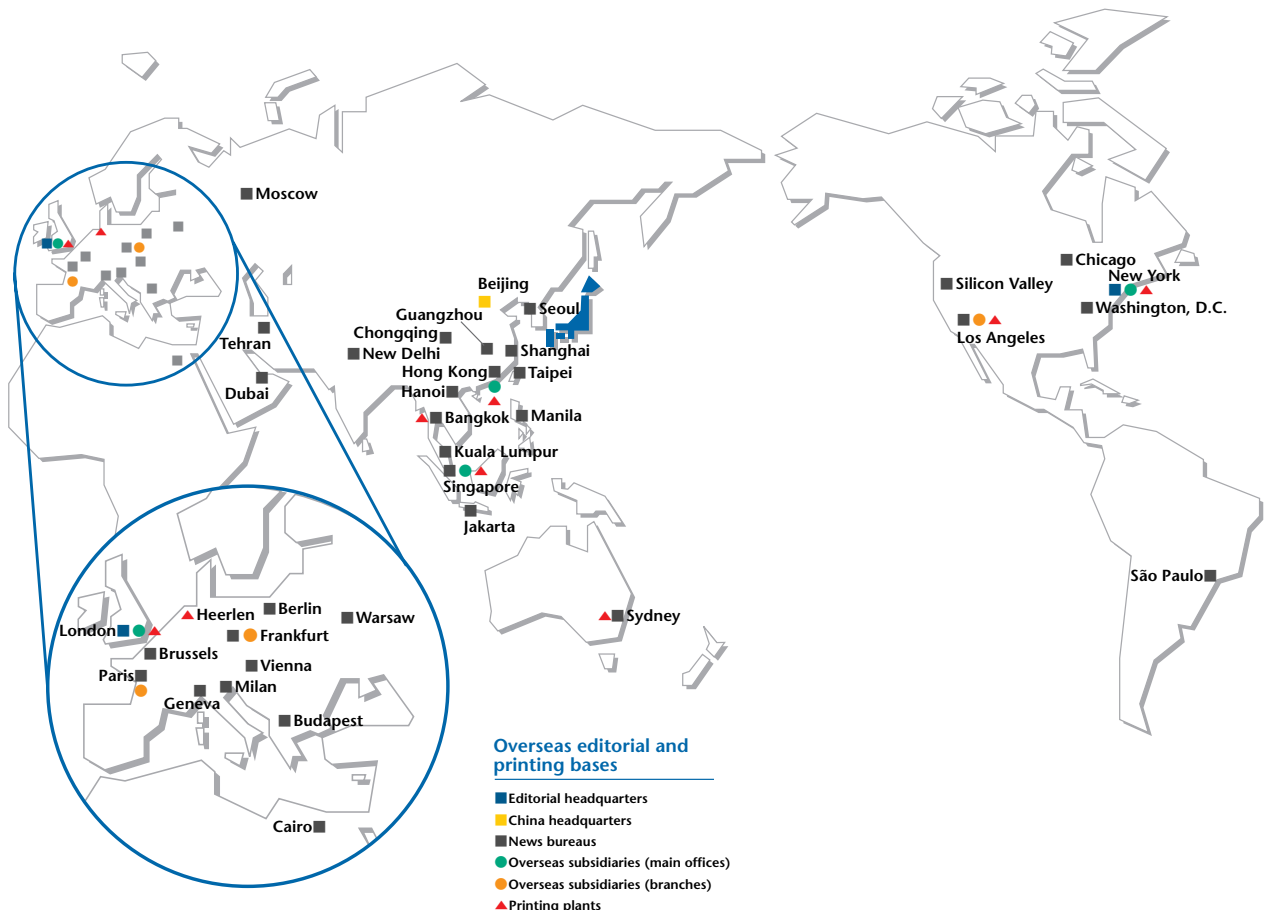 Moscow
Chicago
New York
Beijing
Silicon Valley
Guangzhou
Seoul
Washington, D.C.
Chongqing
Los Angeles
Tehran
New Delhi
Shanghai
Hong Kong
Taipei
Dubai
Hanoi
Bangkok
Manila
Kuala Lumpur
Singapore
Jakarta
São Paulo
Sydney
Heerlen
Berlin
Warsaw
London
Frankfurt
Brussels
Vienna
Paris
Milan
Geneva
Budapest
Cairo
Overseas editorial and
printing bases
Editorial headquarters
China headquarters
News bureaus
Overseas subsidiaries (main offices)
Overseas subsidiaries (branches)
Printing plants